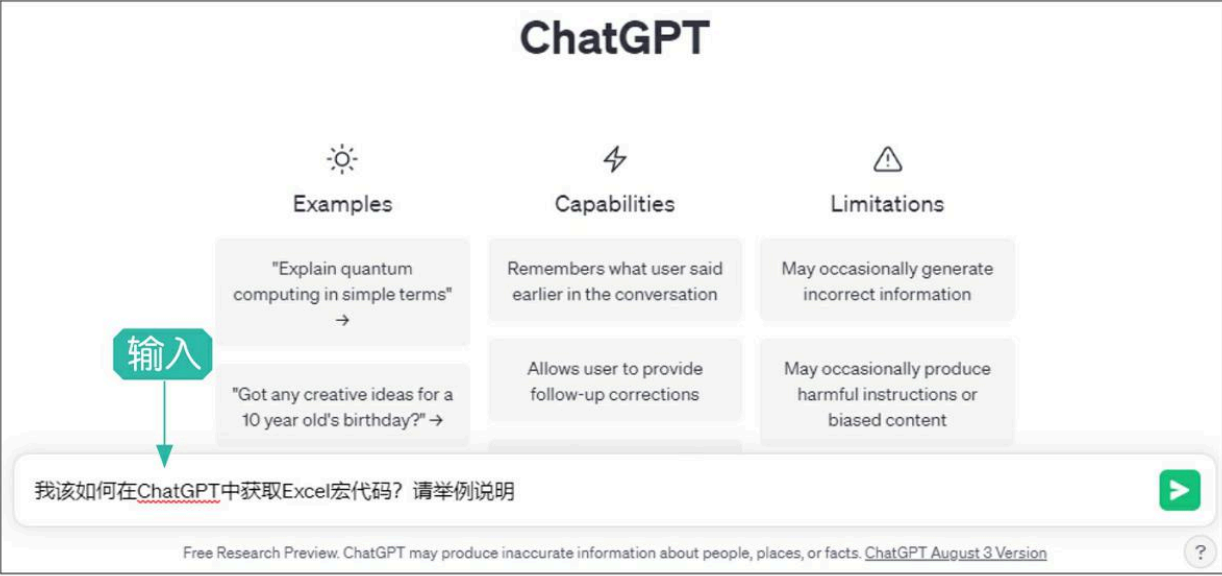 ChatGPT
Examples
Capabilities
Limitations
"Explain quantum
computing in simple terms"
→
Remembers what user said
earlier in the conversation
May occasionally generate
incorrect information
输入
"Got any creative ideas for a
10 year old's birthday?" →
Allows user to provide
follow-up corrections
May occasionally produce
harmful instructions or
biased content
我该如何在ChatGPT中获取Excel宏代码?请举例说明
Free Research Preview. ChatGPT may produce inaccurate information about people, places, or facts. ChatGPT August 3 Version
?